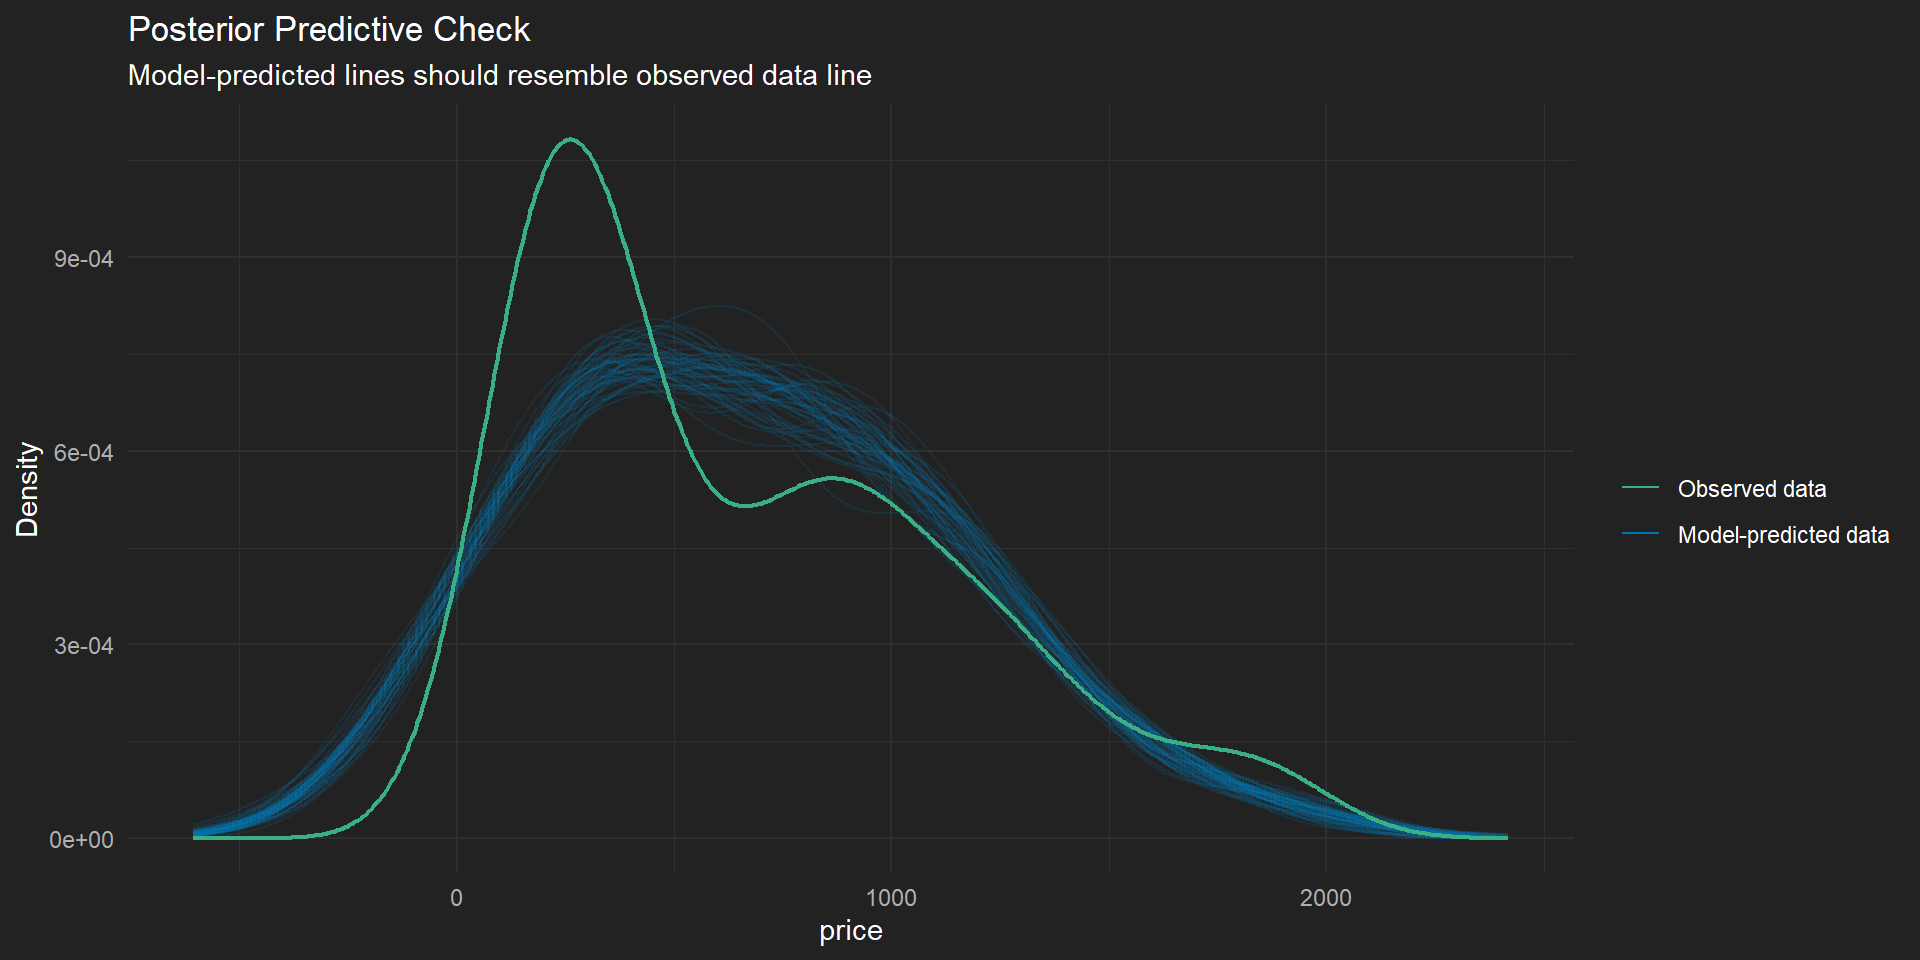 Posterior Predictive Check
Model-predicted lines should resemble observed data line
Density
9e-04
6e-04
3e-04
0e+00
0
1000
2000
price
Observed data
Model-predicted data